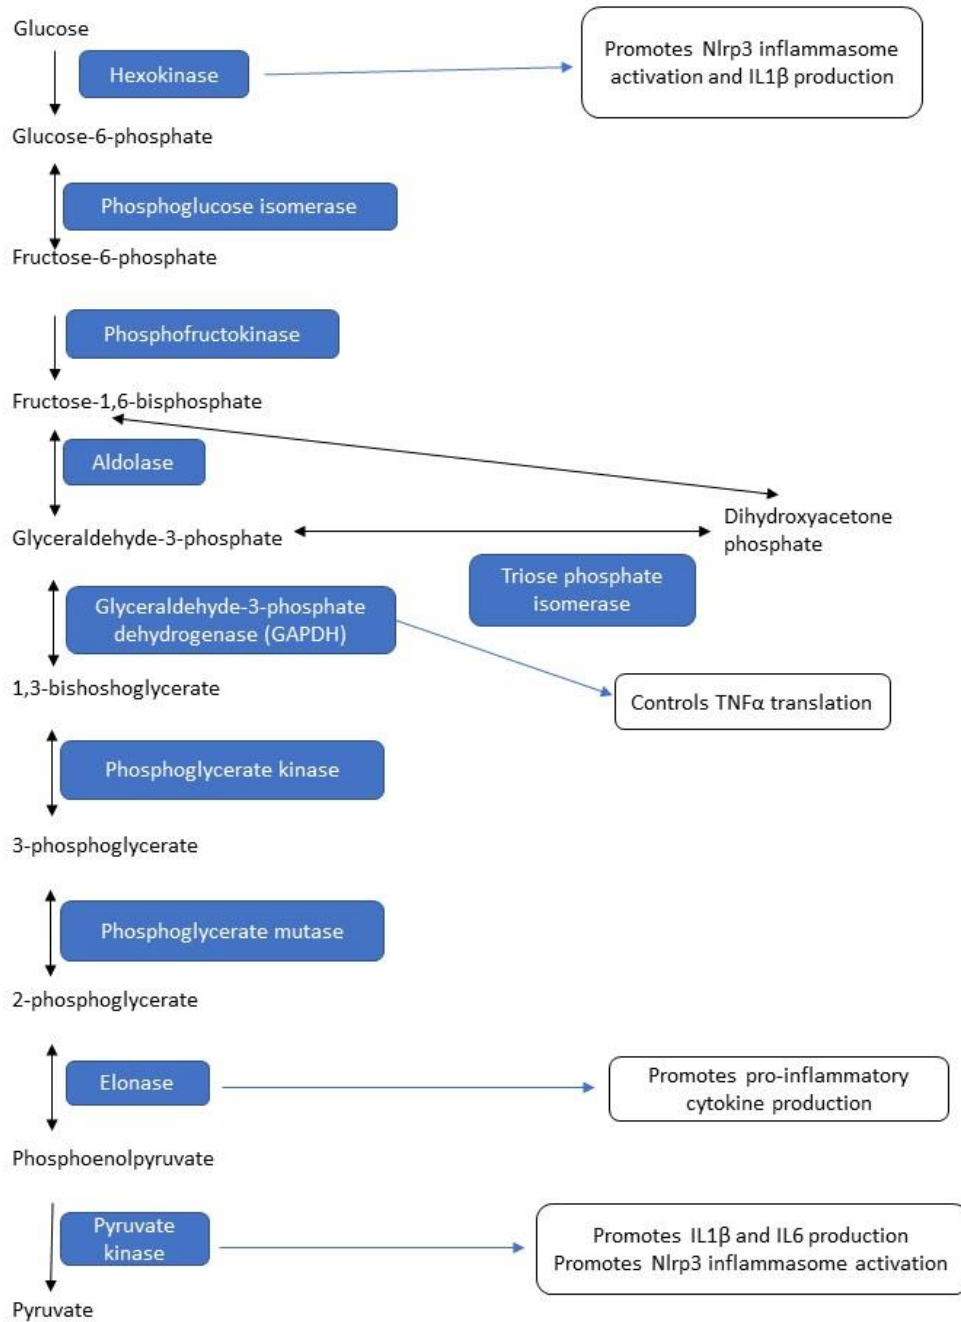 Glucose
Hexokinase
Promotes Nlrp3 inflammasome
activation and IL1β production
Glucose-6-phosphate
Phosphoglucose isomerase
Fructose-6-phosphate
Phosphofructokinase
Fructose-1,6-bisphosphate
Aldolase
Dihydroxyacetone
phosphate
Glyceraldehyde-3-phosphate
Triose phosphate
isomerase
Glyceraldehyde-3-phosphate
dehydrogenase (GAPDH)
1,3-bishoshoglycerate
Controls TNFα translation
Phosphoglycerate kinase
3-phosphoglycerate
Phosphoglycerate mutase
2-phosphoglycerate
Elonase
Promotes pro-inflammatory
cytokine production
Phosphoenolpyruvate
Pyruvate
kinase
Promotes IL1β and IL6 production
Promotes Nlrp3 inflammasome activation
Pyruvate